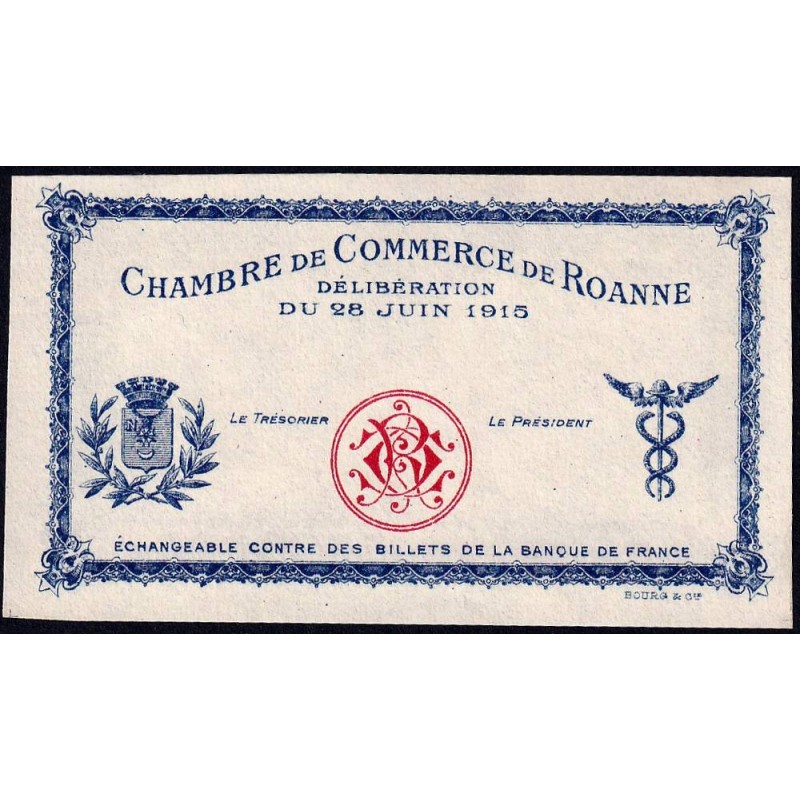 CHAMBRE DE COMMERCE DE ROANNE
DÉLIBÉRATION
DU 28 JUIN 1915
LE TRÉSORIER
LE PRÉSIDENT
ÉCHANGEABLE CONTRE DES BILLETS DE LA BANQUE DE FRANCE
BOURG & Cie